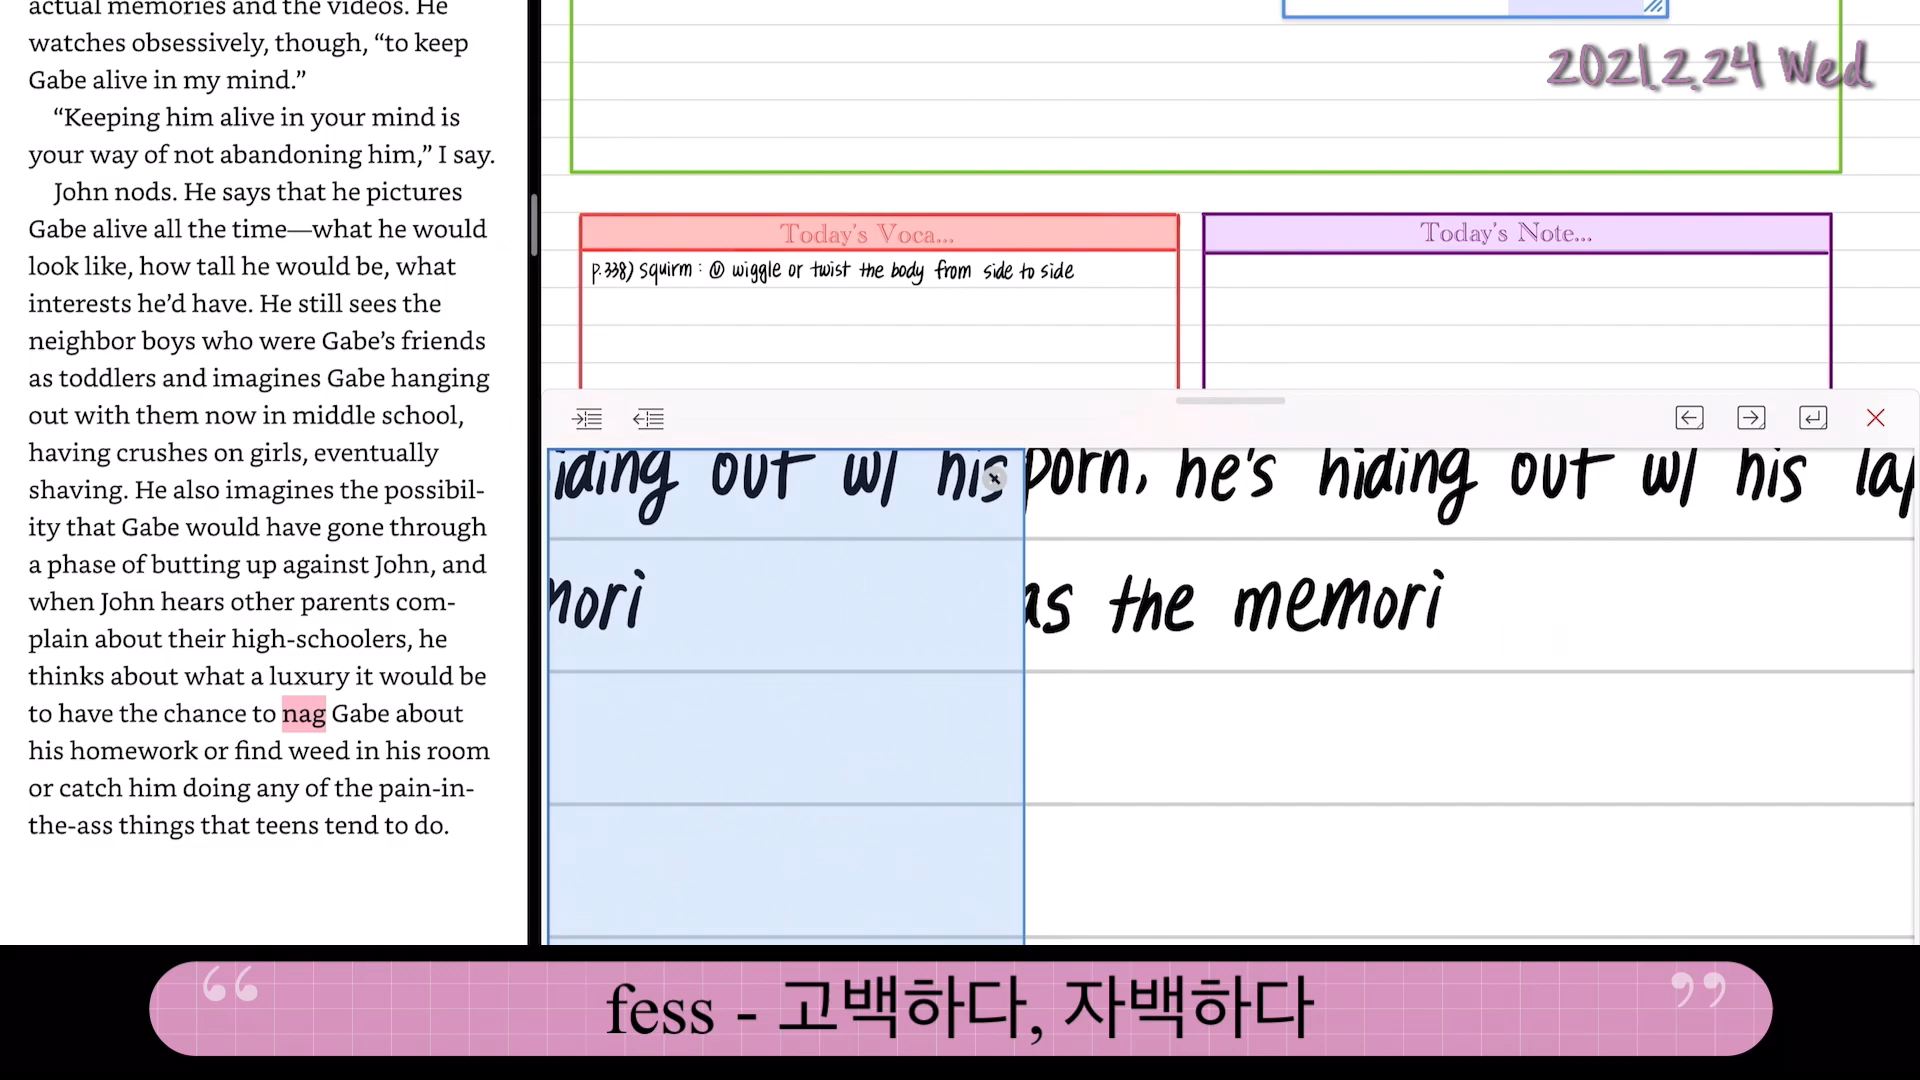 actual memories and the videos. He
watches obsessively, though, “to keep
Gabe alive in my mind.”
“Keeping him alive in your mind is
your way of not abandoning him,” I say.
John nods. He says that he pictures
Gabe alive all the time—what he would
look like, how tall he would be, what
interests he’d have. He still sees the
neighbor boys who were Gabe’s friends
as toddlers and imagines Gabe hanging
out with them now in middle school,
having crushes on girls, eventually
shaving. He also imagines the possibil-
ity that Gabe would have gone through
a phase of butting up against John, and
when John hears other parents com-
plain about their high-schoolers, he
thinks about what a luxury it would be
to have the chance to nag Gabe about
his homework or find weed in his room
or catch him doing any of the pain-in-
the-ass things that teens tend to do.
2021.2.24 Wed
Today's Voca...
p.338) squirm : ⓥ wiggle or twist the body from side to side
Today's Note...
iding out w/ his porn, he's hiding out w/ his la
mori as the memori
“ fess - 고백하다, 자백하다 ”